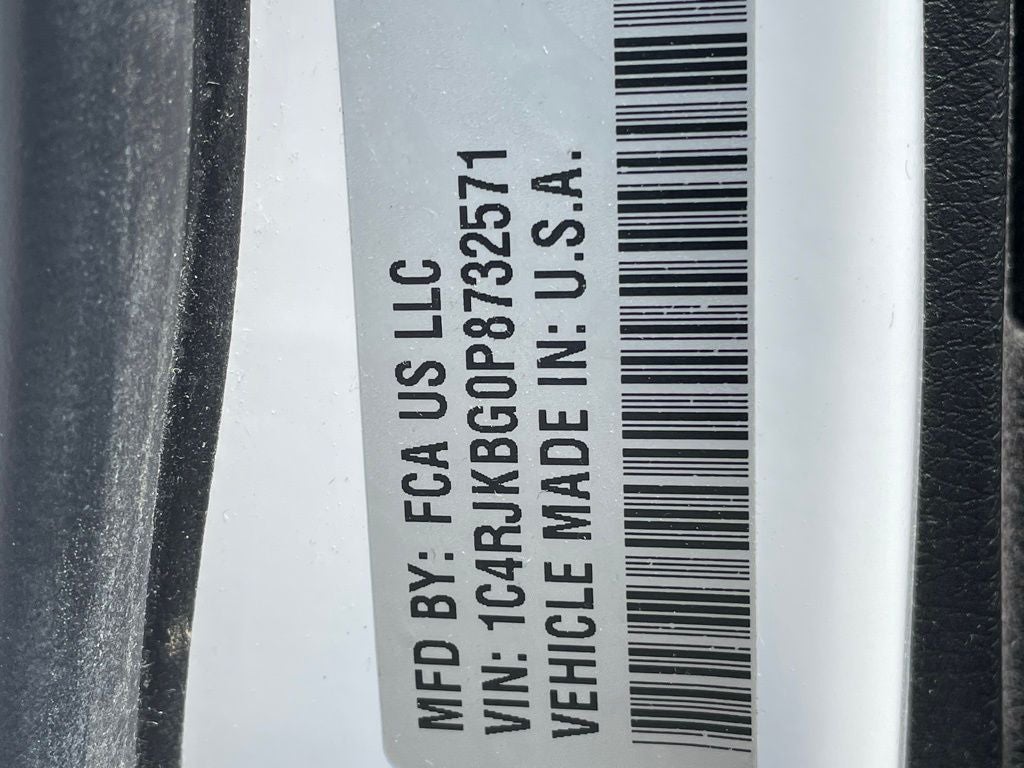 MFD BY: FCA US LLC
VIN: 1C4RJKBG0P8732571
VEHICLE MADE IN: U.S.A.